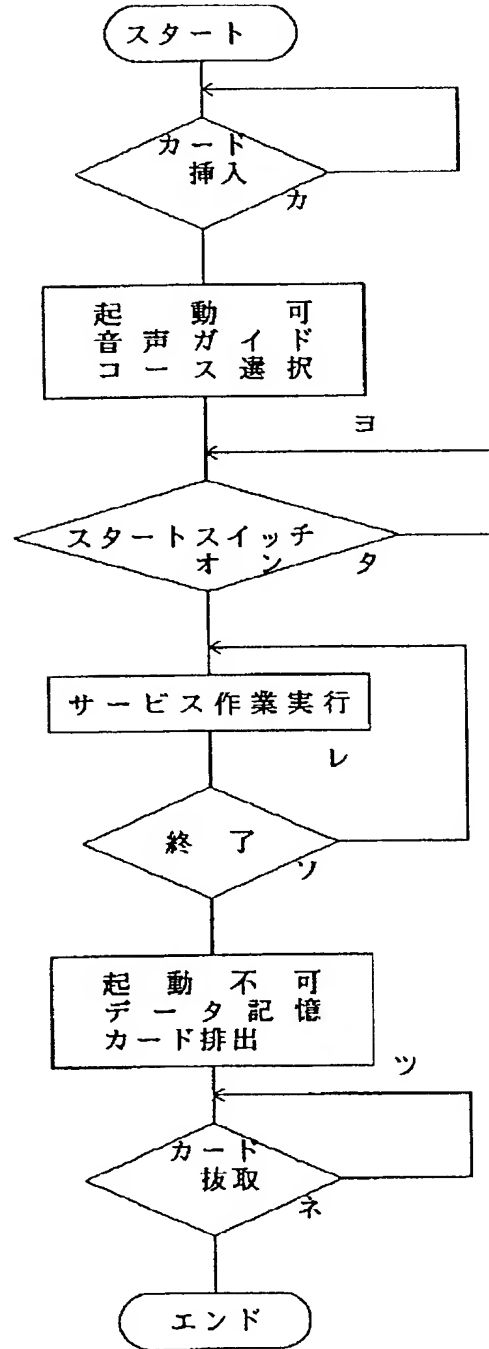 スタート
カード
挿入
カ
起動可
音声ガイド
コース選択
ヨ
スタートスイッチ
オン
タ
サービス作業実行
レ
終了
ソ
起動不可
データ記憶
カード排出
ツ
カード
抜取
ネ
エンド